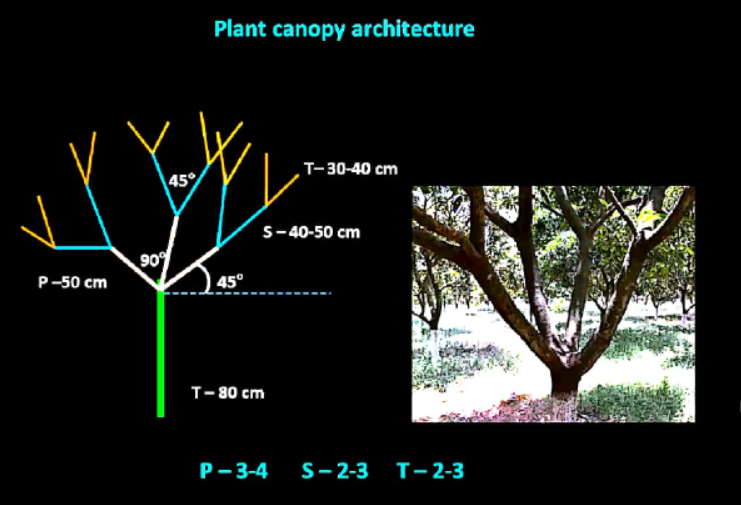 Plant canopy architecture
T–30-40 cm
45°
S–40-50 cm
90°
P–50 cm
45°
T–80 cm
P–3-4 S–2-3 T–2-3